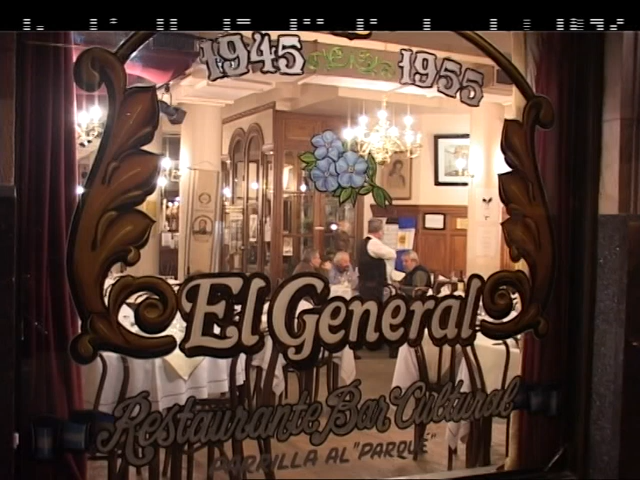 1945 1955
El General
Restaurante Bar Cultural
PARRILLA AL "PARQUE"